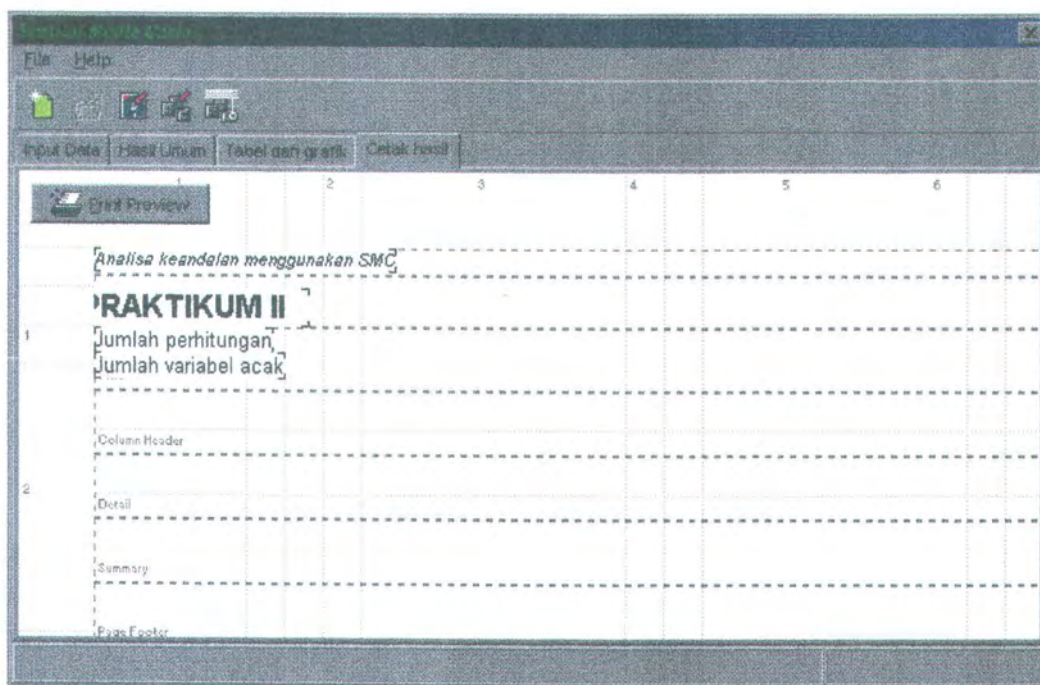 File Help
Input Data Hasil Umum Tabel dan grafik Cetak hasil
1 2 3 4 5 6
Print Preview
Analisa keandalan menggunakan SMC
PRAKTIKUM II
1
Jumlah perhitungan,
Jumlah variabel acak,
Column Header
2
Detail
Summary
Page Footer